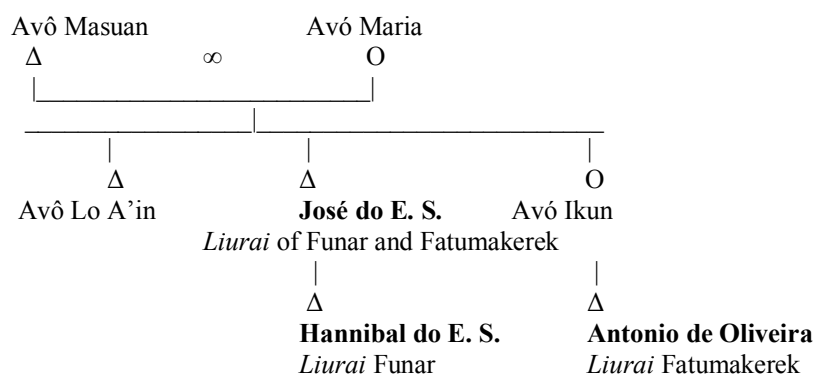 Avô Masuan Avó Maria
Δ ∞ O
Avô Lo A’in José do E. S. Avó Ikun
Δ Δ O
Liurai of Funar and Fatumakerek
Δ Δ
Hannibal do E. S. Antonio de Oliveira
Liurai Funar Liurai Fatumakerek